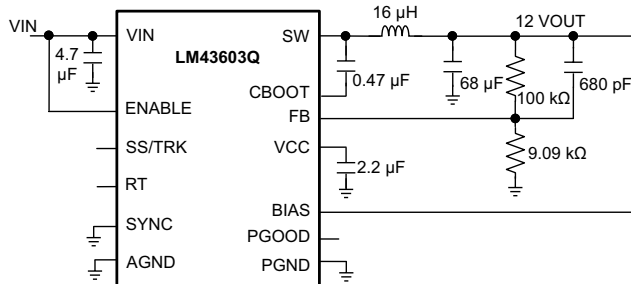 VIN
4.7
µF
VIN
LM43603Q
SW
16 µH
12 VOUT
0.47 µF
CBOOT
68 µF
100 kΩ
680 pF
ENABLE
FB
SS/TRK
VCC
9.09 kΩ
2.2 µF
RT
BIAS
SYNC
PGOOD
AGND
PGND